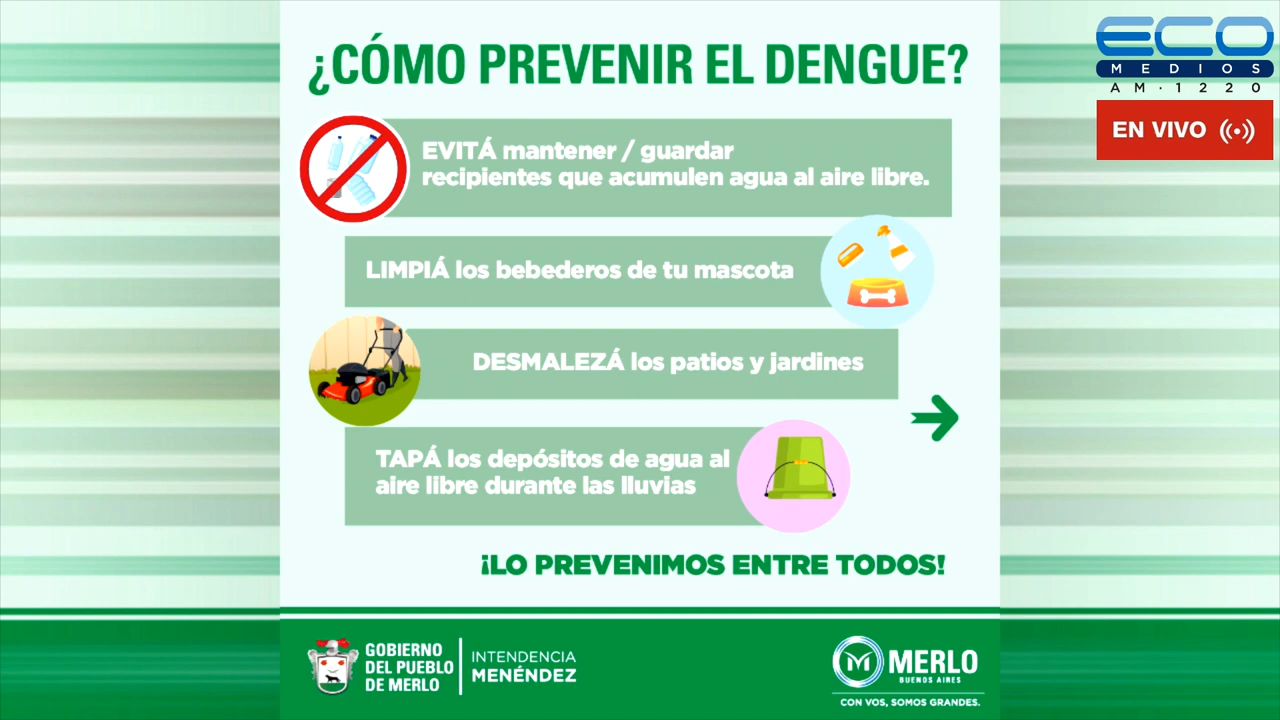 ¿CÓMO PREVENIR EL DENGUE?
ECO
MEDIOS
AM·1220
EN VIVO
EVITÁ mantener / guardar
recipientes que acumulen agua al aire libre.
LIMPIÁ los bebederos de tu mascota
DESMALEZÁ los patios y jardines
TAPÁ los depósitos de agua al
aire libre durante las lluvias
¡LO PREVENIMOS ENTRE TODOS!
GOBIERNO
DEL PUEBLO
DE MERLO
INTENDENCIA
MENÉNDEZ
MERLO
BUENOS AIRES
CON VOS, SOMOS GRANDES.